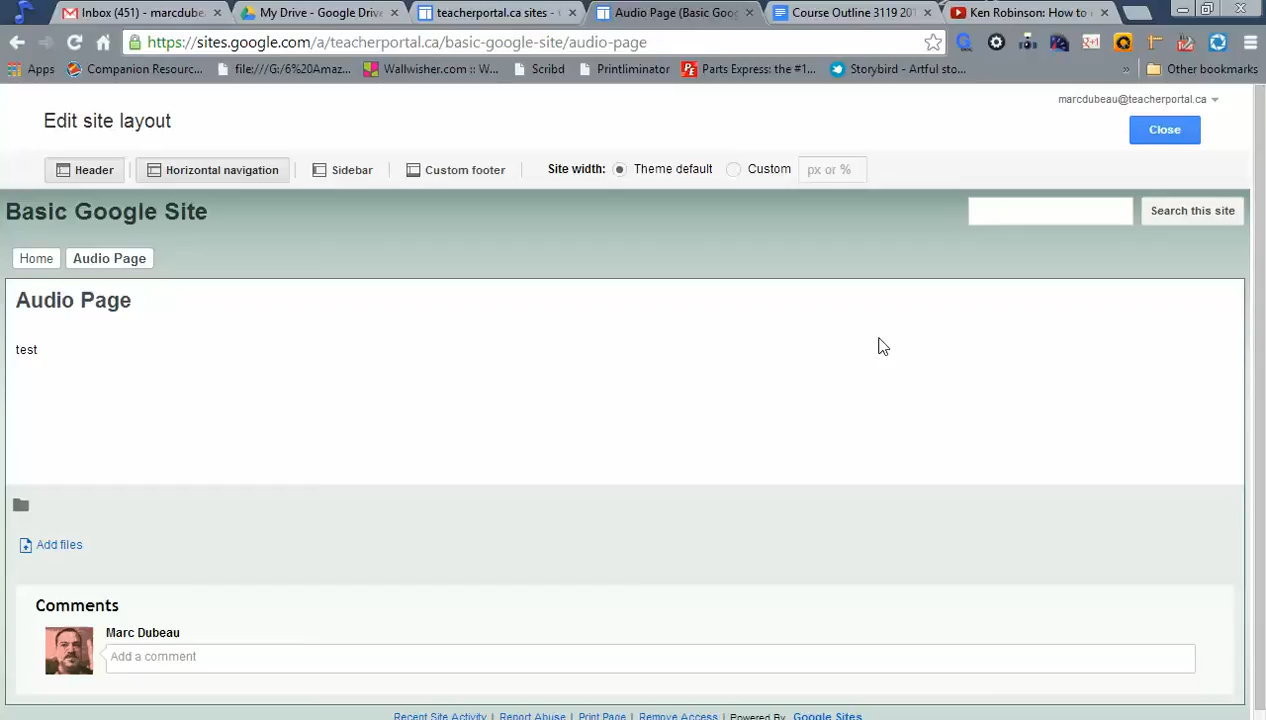 Inbox (451) - marcdube
My Drive - Google Driv
teacherportal.ca sites -
Audio Page (Basic Goo
Course Outline 3119 201
Ken Robinson: How to
https://sites.google.com/a/teacherportal.ca/basic-google-site/audio-page
Apps
Companion Resourc...
file:///G:/6%20Amaz...
Wallwisher.com :: W...
Scribd
Printliminator
Parts Express: the #1...
Storybird - Artful sto...
» Other bookmarks
marcdubeau@teacherportal.ca
Edit site layout
Close
Header
Horizontal navigation
Sidebar
Custom footer
Site width:
Theme default
Custom
px or %
Basic Google Site
Search this site
Home
Audio Page
Audio Page
test
Add files
Comments
Marc Dubeau
Add a comment
Recent Site Activity | Report Abuse | Print Page | Remove Access | Powered By Google Sites